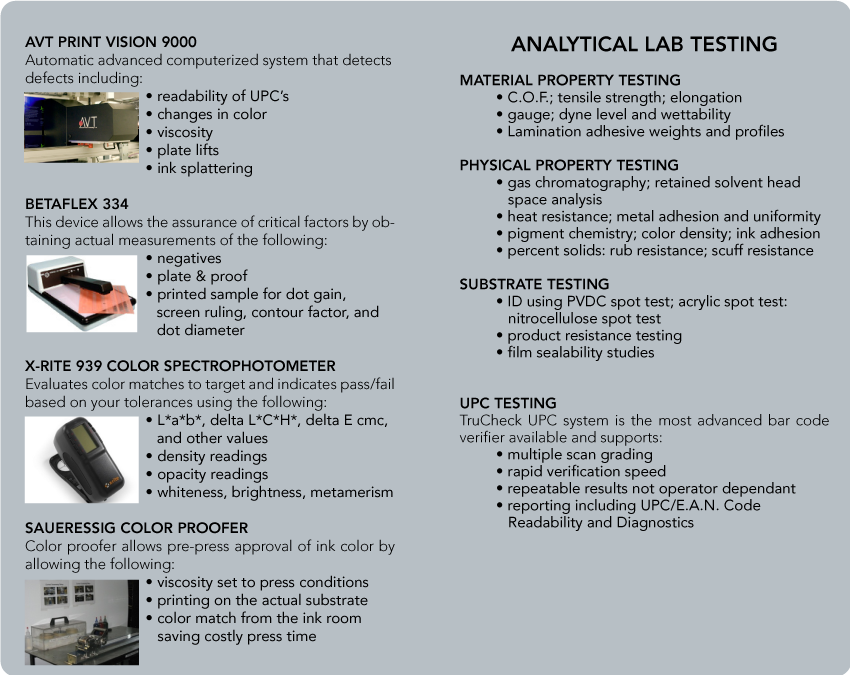 AVT PRINT VISION 9000
Automatic advanced computerized system that detects
defects including:
AVT
• readability of UPC's
• changes in color
• viscosity
• plate lifts
• ink splattering
BETAFLEX 334
This device allows the assurance of critical factors by ob-
taining actual measurements of the following:
• negatives
• plate & proof
• printed sample for dot gain,
screen ruling, contour factor, and
dot diameter
X-RITE 939 COLOR SPECTROPHOTOMETER
Evaluates color matches to target and indicates pass/fail
based on your tolerances using the following:
• L*a*b*, delta L*C*H*, delta E cmc,
and other values
• density readings
• opacity readings
• whiteness, brightness, metamerism
SAUERESSIG COLOR PROOFER
Color proofer allows pre-press approval of ink color by
allowing the following:
• viscosity set to press conditions
• printing on the actual substrate
• color match from the ink room
saving costly press time
ANALYTICAL LAB TESTING
MATERIAL PROPERTY TESTING
• C.O.F.; tensile strength; elongation
• gauge; dyne level and wettability
• Lamination adhesive weights and profiles
PHYSICAL PROPERTY TESTING
• gas chromatography; retained solvent head
space analysis
• heat resistance; metal adhesion and uniformity
• pigment chemistry; color density; ink adhesion
• percent solids: rub resistance; scuff resistance
SUBSTRATE TESTING
• ID using PVDC spot test; acrylic spot test:
nitrocellulose spot test
• product resistance testing
• film sealability studies
UPC TESTING
TruCheck UPC system is the most advanced bar code
verifier available and supports:
• multiple scan grading
• rapid verification speed
• repeatable results not operator dependant
• reporting including UPC/E.A.N. Code
Readability and Diagnostics